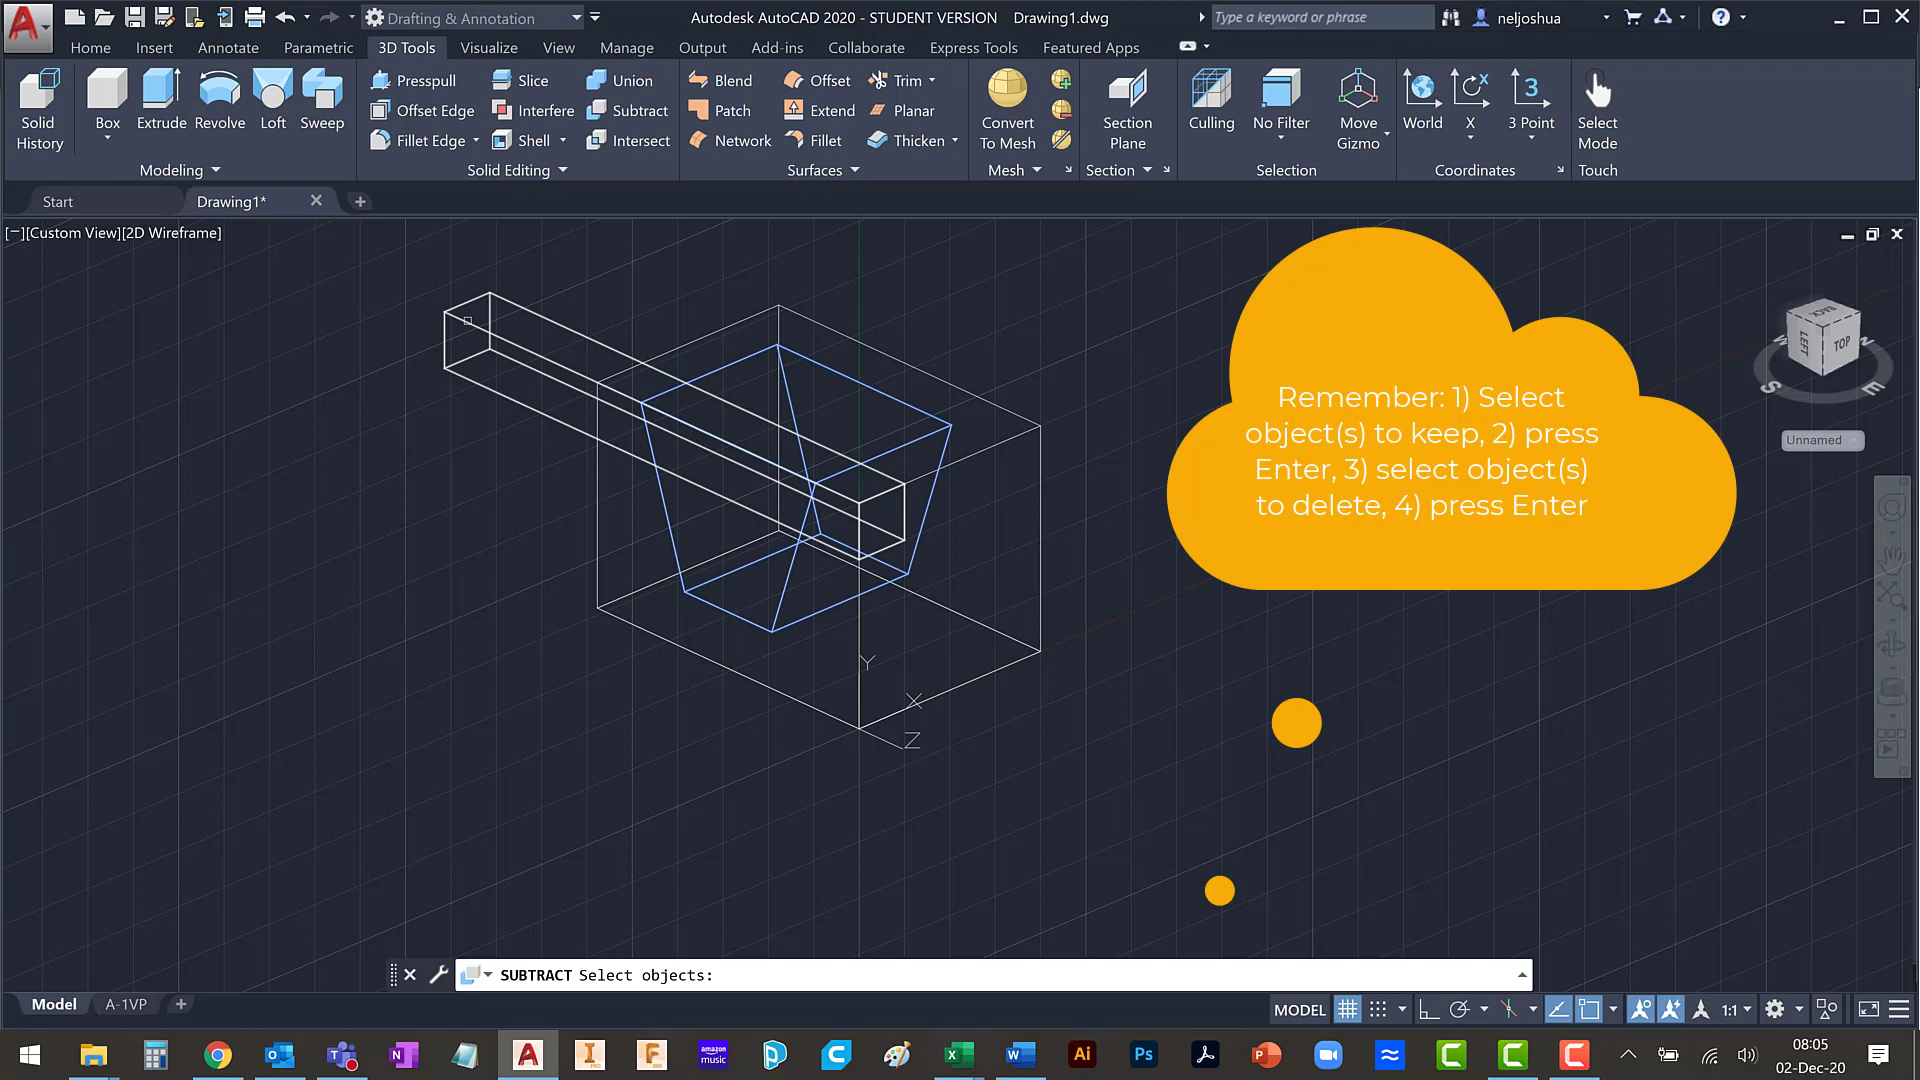 Drafting & Annotation
Autodesk AutoCAD 2020 - STUDENT VERSION Drawing1.dwg
Type a keyword or phrase
neljoshua
Home Insert Annotate Parametric 3D Tools Visualize View Manage Output Add-ins Collaborate Express Tools Featured Apps
Solid History
Box
Extrude
Revolve
Loft
Sweep
Modeling
Presspull
Offset Edge
Fillet Edge
Slice
Interfere
Shell
Union
Subtract
Intersect
Solid Editing
Blend
Patch
Network
Offset
Extend
Fillet
Trim
Planar
Thicken
Surfaces
Convert To Mesh
Mesh
Section Plane
Section
Culling
No Filter
Move Gizmo
Selection
World
X
3 Point
Coordinates
Select Mode
Touch
Start
Drawing1*
[−][Custom View][2D Wireframe]
BACK
LEFT
TOP
S
E
Unnamed
Remember: 1) Select
object(s) to keep, 2) press
Enter, 3) select object(s)
to delete, 4) press Enter
Y
X
Z
SUBTRACT Select objects:
Model A-1VP
MODEL
1:1
amazon music
Ai
Ps
08:05
02-Dec-20